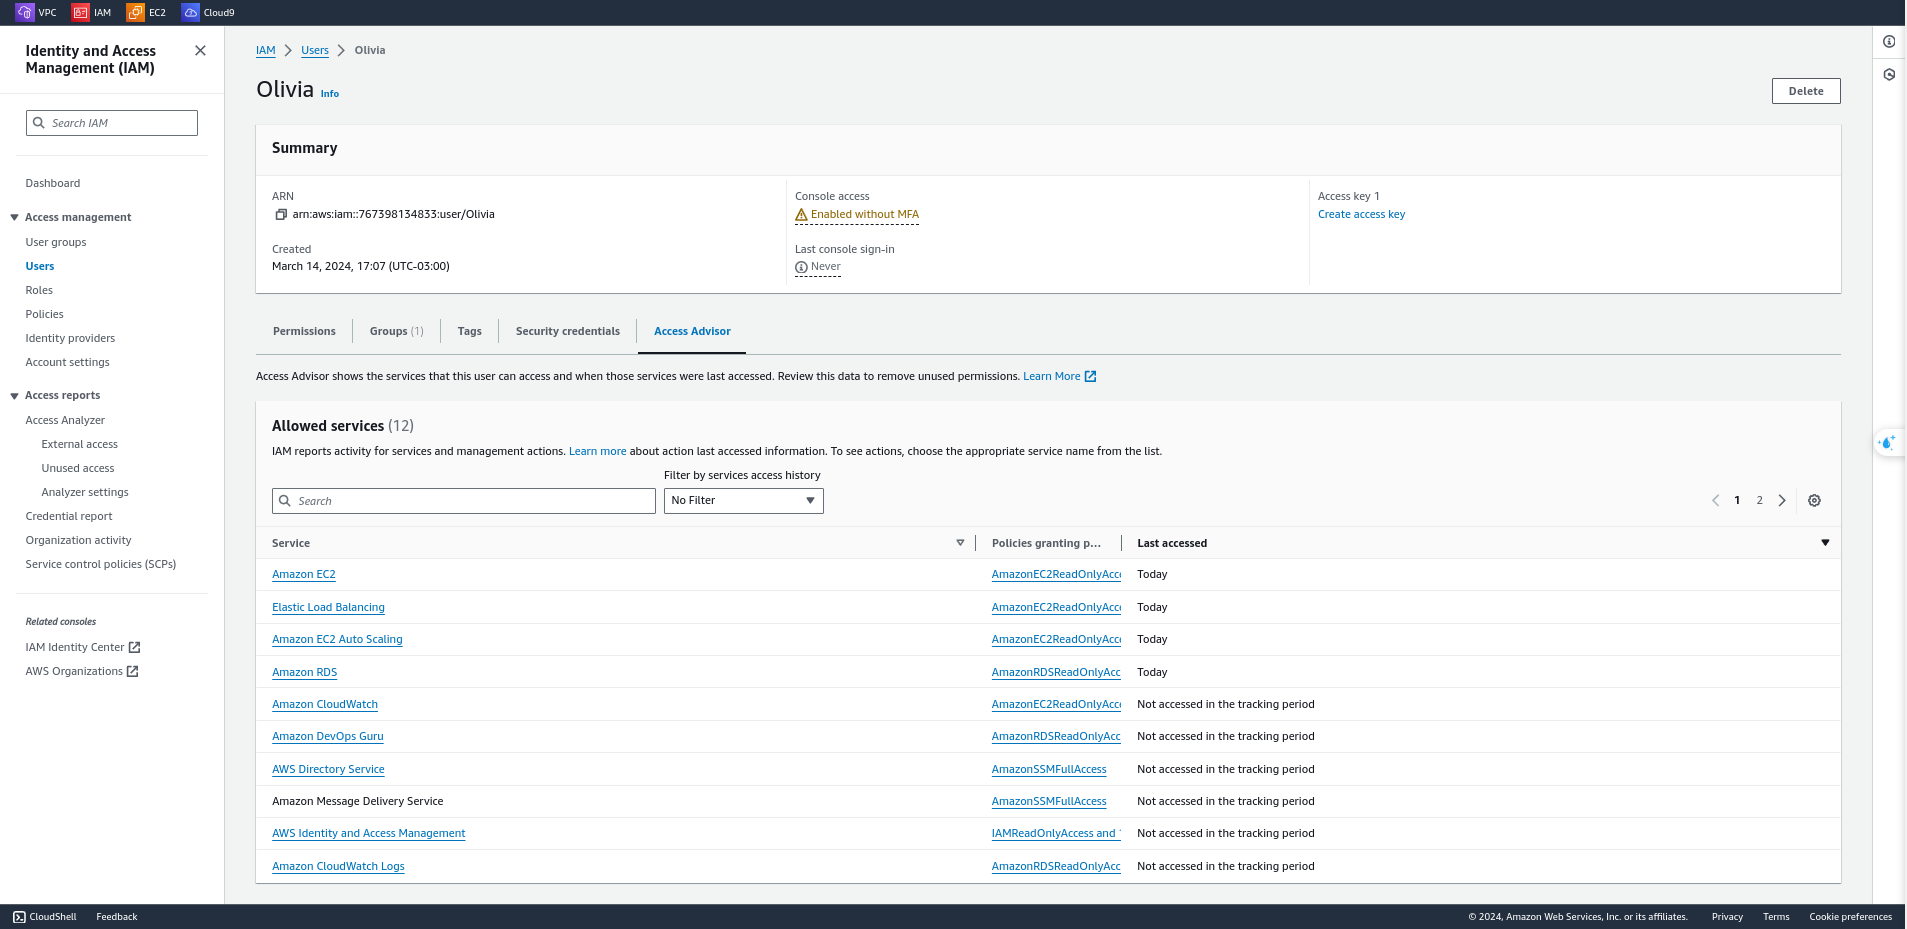 VPC IAM EC2 Cloud9
Identity and Access
Management (IAM)
Search IAM
Dashboard
Access management
User groups
Users
Roles
Policies
Identity providers
Account settings
Access reports
Access Analyzer
External access
Unused access
Analyzer settings
Credential report
Organization activity
Service control policies (SCPs)
Related consoles
IAM Identity Center
AWS Organizations
IAM Users Olivia
Olivia Info
Delete
Summary
ARN
arn:aws:iam::767398134833:user/Olivia
Created
March 14, 2024, 17:07 (UTC-03:00)
Console access
Enabled without MFA
Last console sign-in
Never
Access key 1
Create access key
Permissions Groups (1) Tags Security credentials Access Advisor
Access Advisor shows the services that this user can access and when those services were last accessed. Review this data to remove unused permissions. Learn More
Allowed services (12)
IAM reports activity for services and management actions. Learn more about action last accessed information. To see actions, choose the appropriate service name from the list.
Filter by services access history
Search No Filter 1 2
Service Policies granting p... Last accessed
Amazon EC2 AmazonEC2ReadOnlyAcc Today
Elastic Load Balancing AmazonEC2ReadOnlyAcc Today
Amazon EC2 Auto Scaling AmazonEC2ReadOnlyAcc Today
Amazon RDS AmazonRDSReadOnlyAcc Today
Amazon CloudWatch AmazonEC2ReadOnlyAcc Not accessed in the tracking period
Amazon DevOps Guru AmazonRDSReadOnlyAcc Not accessed in the tracking period
AWS Directory Service AmazonSSMFullAccess Not accessed in the tracking period
Amazon Message Delivery Service AmazonSSMFullAccess Not accessed in the tracking period
AWS Identity and Access Management IAMReadOnlyAccess and Not accessed in the tracking period
Amazon CloudWatch Logs AmazonRDSReadOnlyAcc Not accessed in the tracking period
CloudShell Feedback © 2024, Amazon Web Services, Inc. or its affiliates. Privacy Terms Cookie preferences